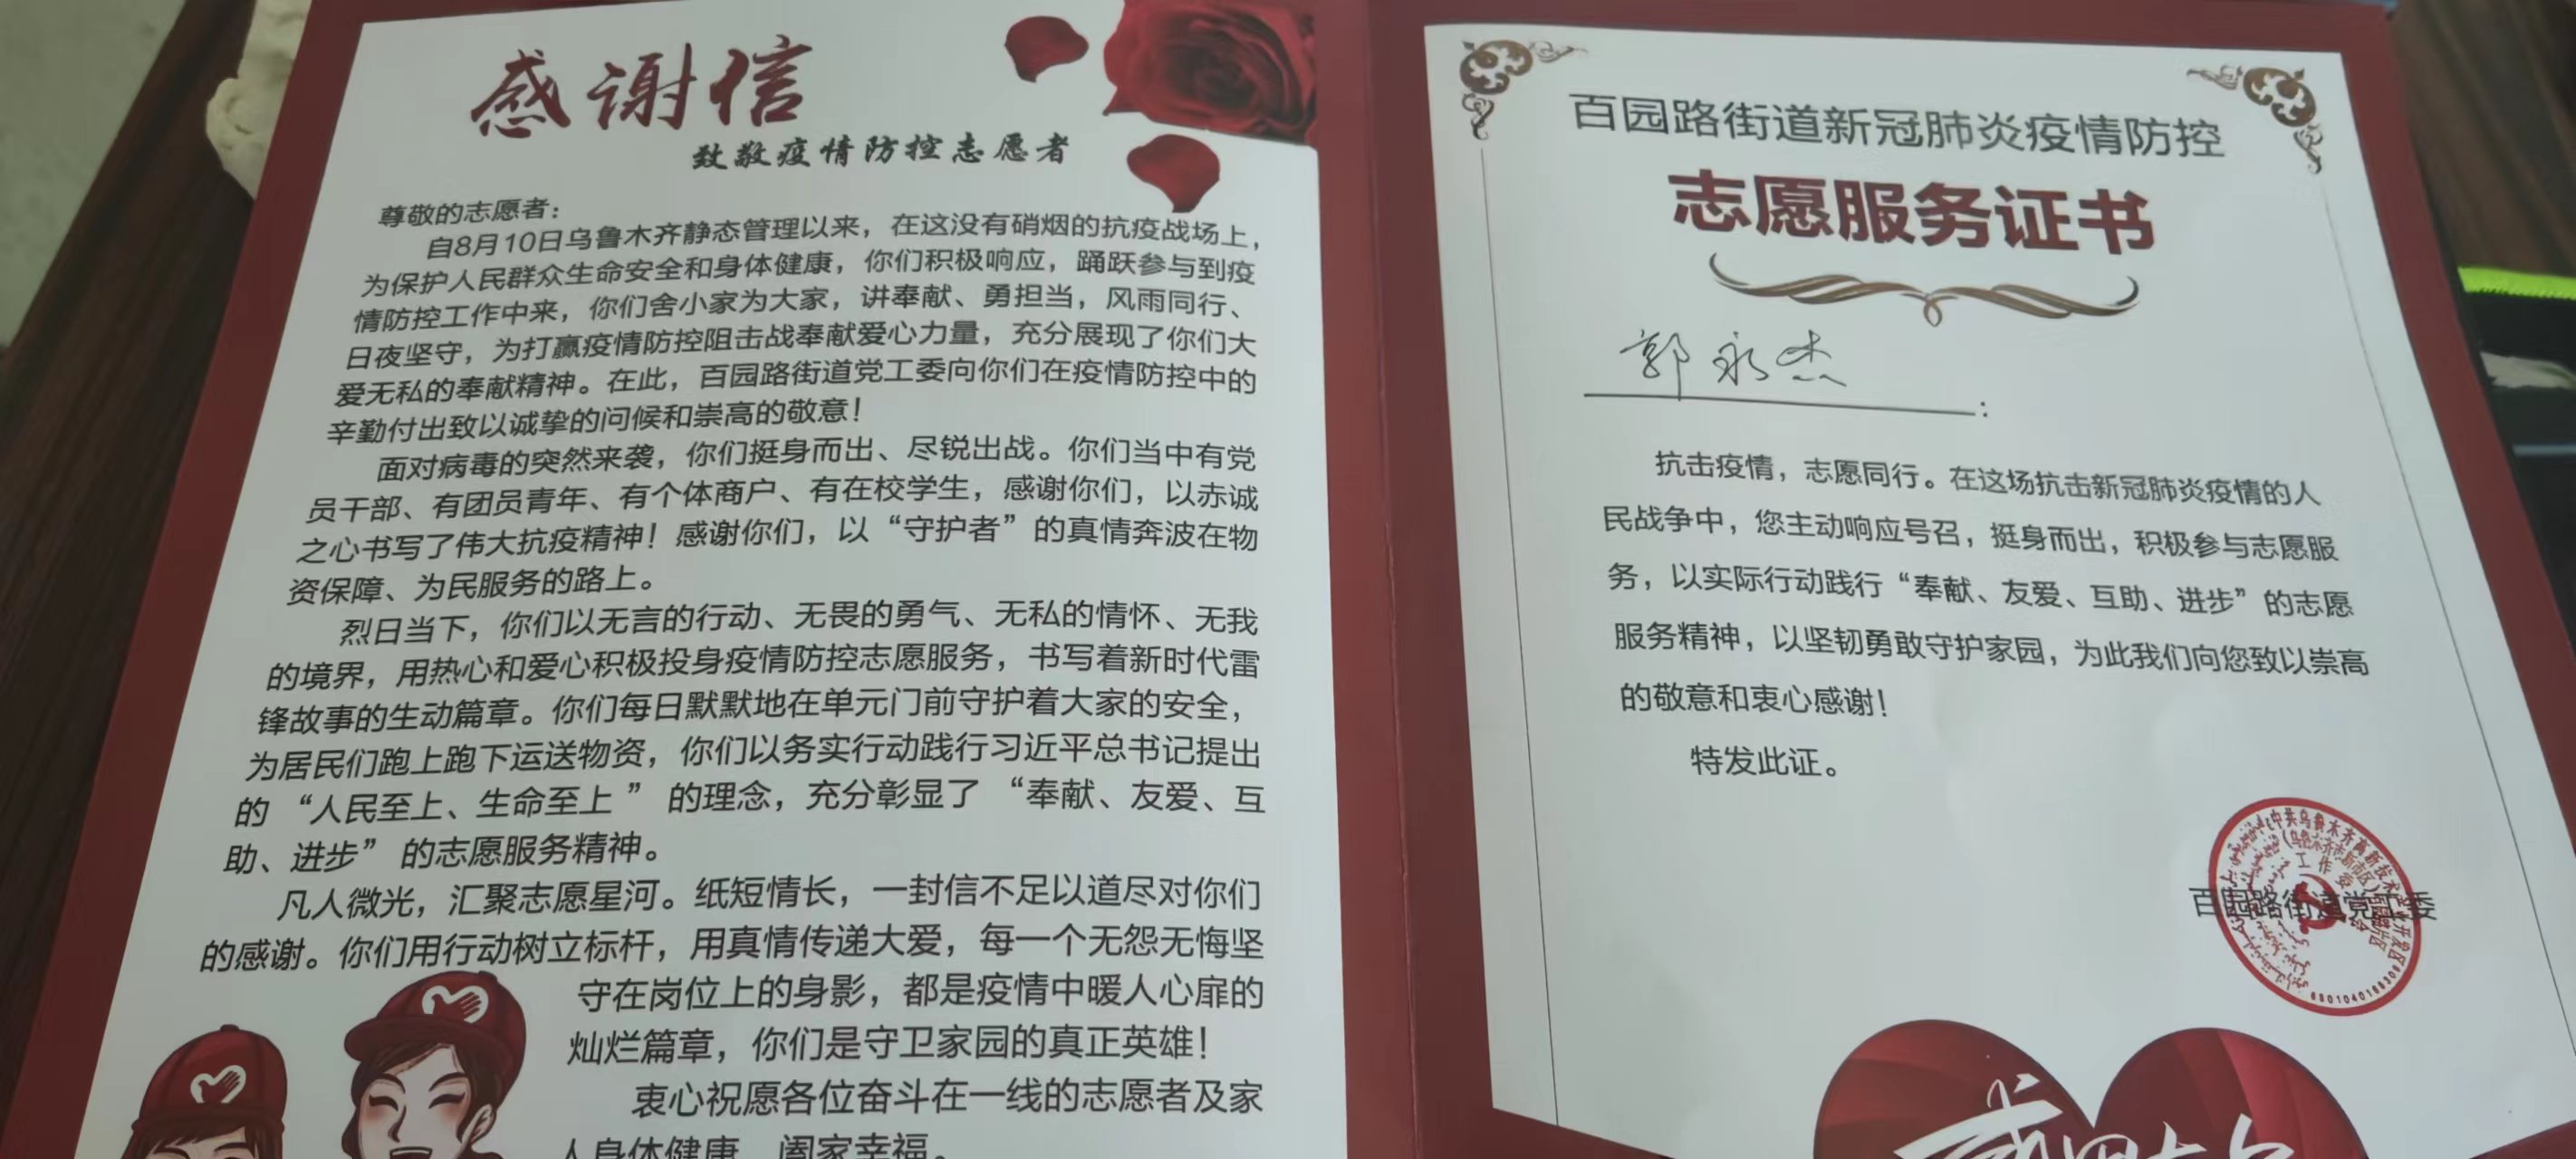 感谢信
致敬疫情防控志愿者
尊敬的志愿者：
自8月10日乌鲁木齐静态管理以来，在这没有硝烟的抗疫战场上，
为保护人民群众生命安全和身体健康，你们积极响应，踊跃参与到疫
情防控工作中来，你们舍小家为大家，讲奉献、勇担当，风雨同行、
日夜坚守，为打赢疫情防控阻击战奉献爱心力量，充分展现了你们大
爱无私的奉献精神。在此，百园路街道党工委向你们在疫情防控中的
辛勤付出致以诚挚的问候和崇高的敬意！
面对病毒的突然来袭，你们挺身而出、尽锐出战。你们当中有党
员干部、有团员青年、有个体商户、有在校学生，感谢你们，以赤诚
之心书写了伟大抗疫精神！感谢你们，以“守护者”的真情奔波在物
资保障、为民服务的路上。
烈日当下，你们以无言的行动、无畏的勇气、无私的情怀、无我
的境界，用热心和爱心积极投身疫情防控志愿服务，书写着新时代雷
锋故事的生动篇章。你们每日默默地在单元门前守护着大家的安全，
为居民们跑上跑下运送物资，你们以务实行动践行习近平总书记提出
的“人民至上、生命至上”的理念，充分彰显了“奉献、友爱、互
助、进步”的志愿服务精神。
凡人微光，汇聚志愿星河。纸短情长，一封信不足以道尽对你们
的感谢。你们用行动树立标杆，用真情传递大爱，每一个无怨无悔坚
守在岗位上的身影，都是疫情中暖人心扉的
灿烂篇章，你们是守卫家园的真正英雄！
衷心祝愿各位奋斗在一线的志愿者及家
人身体健康、阖家幸福。
百园路街道新冠肺炎疫情防控
志愿服务证书
郭永杰：
抗击疫情，志愿同行。在这场抗击新冠肺炎疫情的人
民战争中，您主动响应号召，挺身而出，积极参与志愿服
务，以实际行动践行“奉献、友爱、互助、进步”的志愿
服务精神，以坚韧勇敢守护家园，为此我们向您致以崇高
的敬意和衷心感谢！
特发此证。
百园路街道党工委